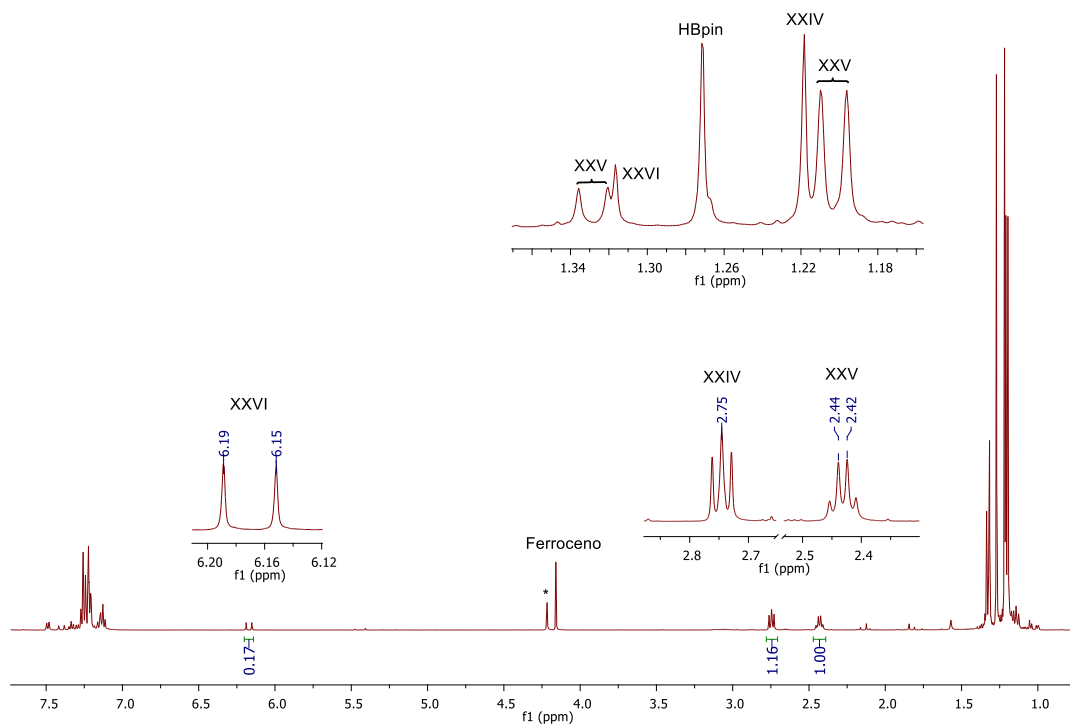 HBpin
XXIV
XXV
XXV
XXVI
1.34 1.30 1.26 1.22 1.18
f1 (ppm)
XXIV
XXV
XXVI
2.75
2.44
2.42
6.19
6.15
Ferroceno
2.8 2.7 2.5 2.4
f1 (ppm)
6.20 6.16 6.12
f1 (ppm)
*
0.17
1.16
1.00
7.5 7.0 6.5 6.0 5.5 5.0 4.5 4.0 3.5 3.0 2.5 2.0 1.5 1.0
f1 (ppm)